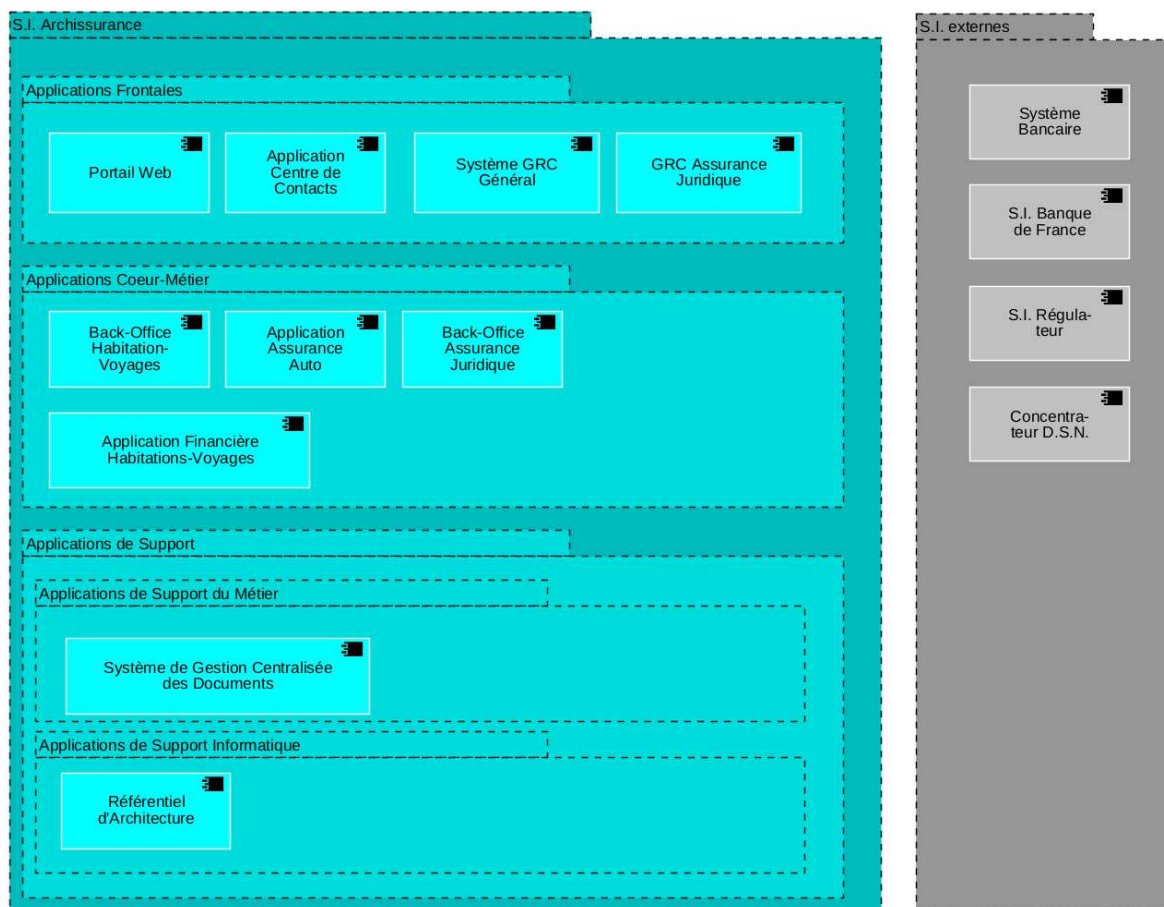 S.I. Archissurance
Applications Frontales
Portail Web
Application
Centre de
Contacts
Système GRC
Général
GRC Assurance
Juridique
Applications Coeur-Métier
Back-Office
Habitation-
Voyages
Application
Assurance
Auto
Back-Office
Assurance
Juridique
Application Financière
Habitations-Voyages
Applications de Support
Applications de Support du Métier
Système de Gestion Centralisée
des Documents
Applications de Support Informatique
Référentiel
d'Architecture
S.I. externes
Système
Bancaire
S.I. Banque
de France
S.I. Régula-
teur
Concentra-
teur D.S.N.